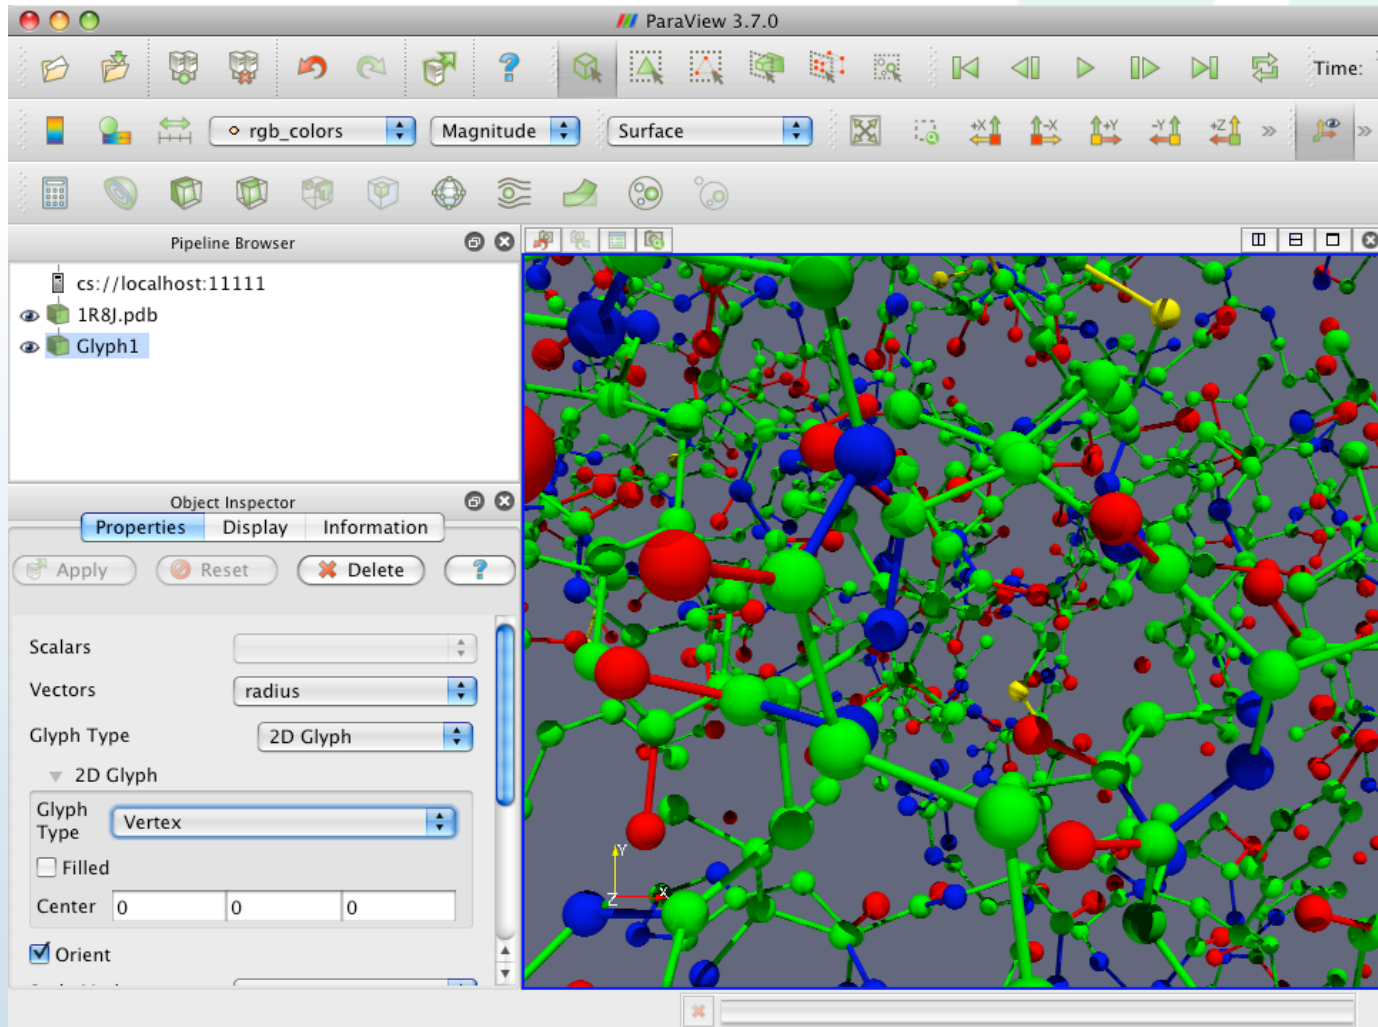 ParaView 3.7.0
Time:
rgb_colors Magnitude Surface +X -X +Y -Y +Z » »
Pipeline Browser
cs://localhost:11111
1R8J.pdb
Glyph1
Object Inspector
Properties Display Information
Apply Reset Delete ?
Scalars
Vectors radius
Glyph Type 2D Glyph
2D Glyph
Glyph Type Vertex
Filled
Center 0 0 0
Orient
Y
Z X